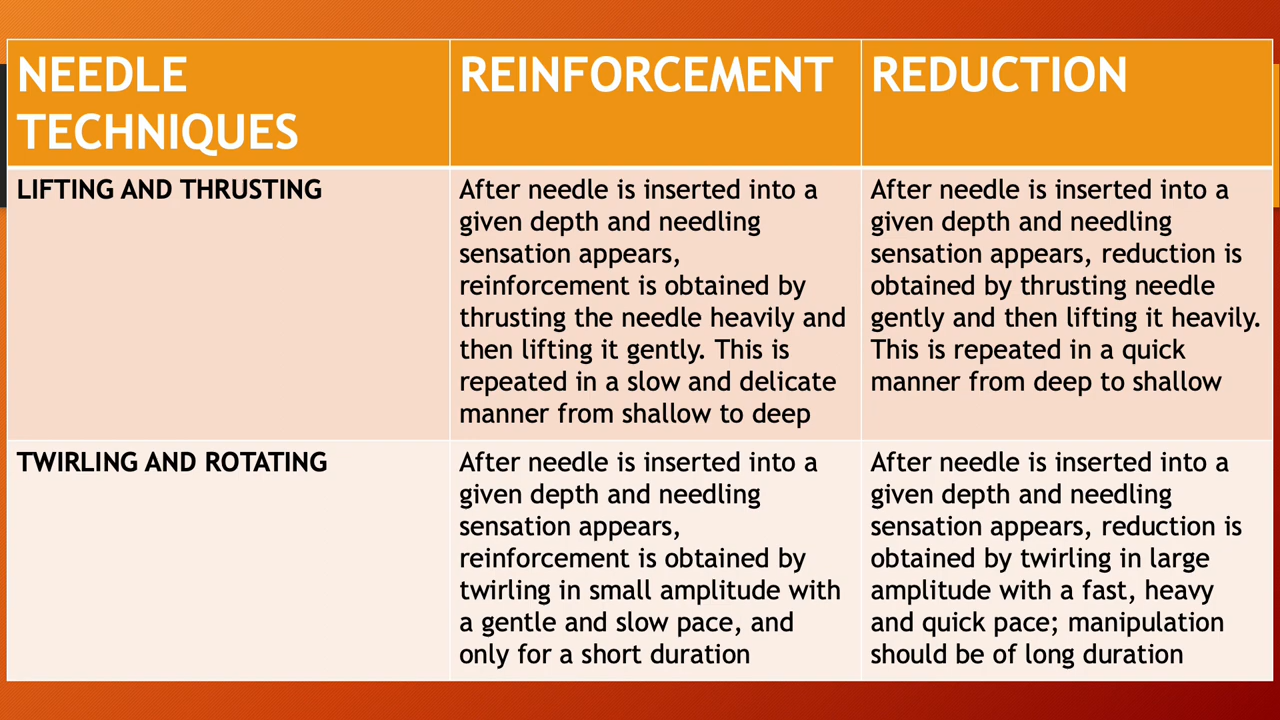 NEEDLE
TECHNIQUES
REINFORCEMENT
REDUCTION
LIFTING AND THRUSTING
After needle is inserted into a
given depth and needling
sensation appears,
reinforcement is obtained by
thrusting the needle heavily and
then lifting it gently. This is
repeated in a slow and delicate
manner from shallow to deep
After needle is inserted into a
given depth and needling
sensation appears, reduction is
obtained by thrusting needle
gently and then lifting it heavily.
This is repeated in a quick
manner from deep to shallow
TWIRLING AND ROTATING
After needle is inserted into a
given depth and needling
sensation appears,
reinforcement is obtained by
twirling in small amplitude with
a gentle and slow pace, and
only for a short duration
After needle is inserted into a
given depth and needling
sensation appears, reduction is
obtained by twirling in large
amplitude with a fast, heavy
and quick pace; manipulation
should be of long duration